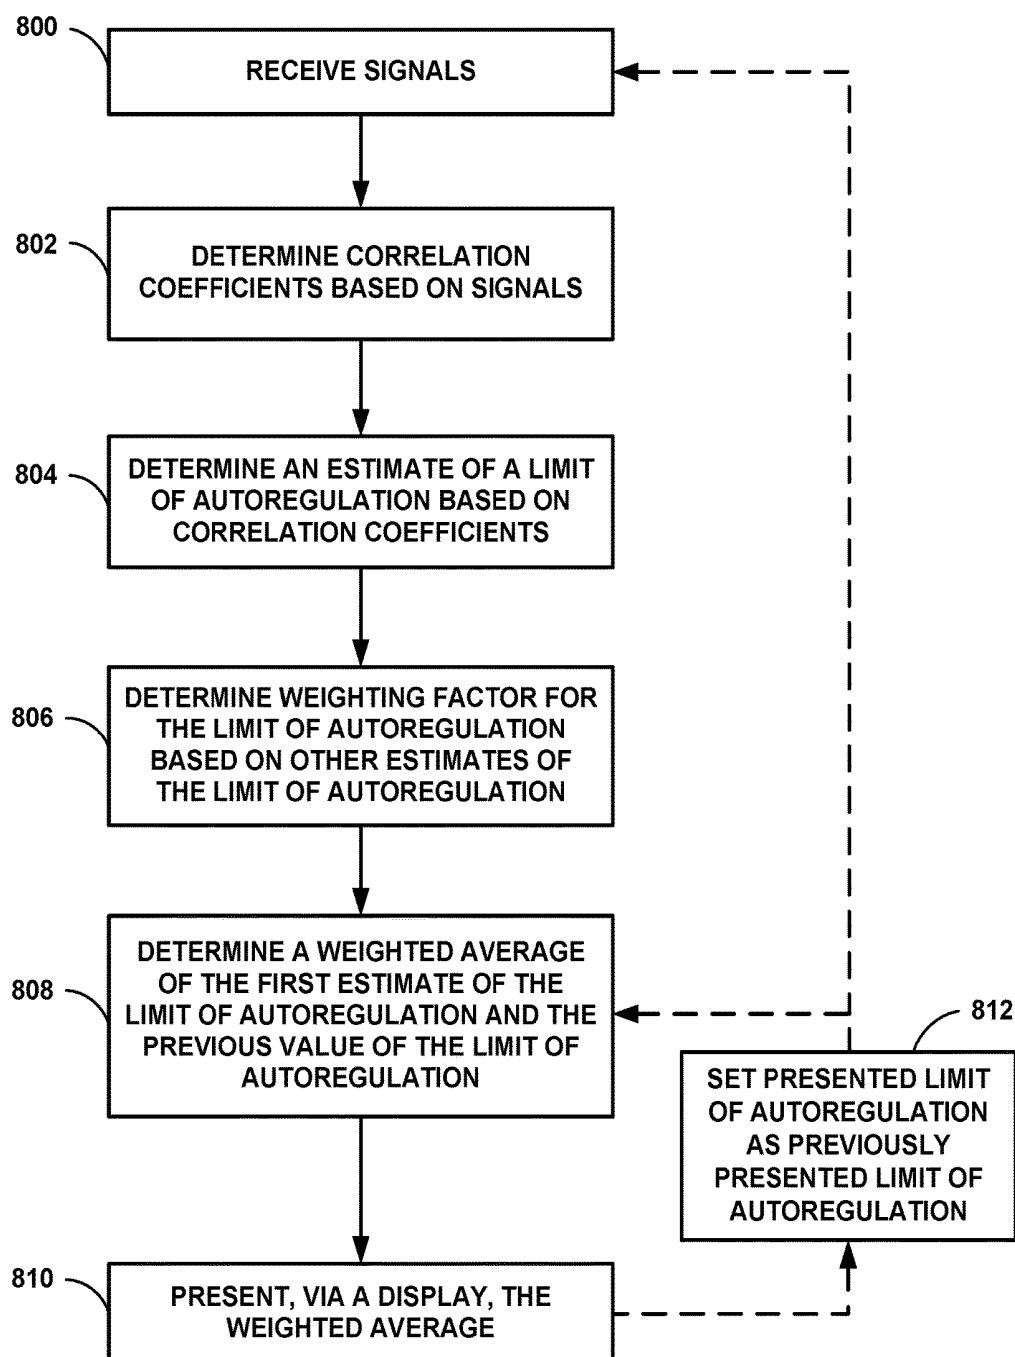 800
RECEIVE SIGNALS
802
DETERMINE CORRELATION
COEFFICIENTS BASED ON SIGNALS
804
DETERMINE AN ESTIMATE OF A LIMIT
OF AUTOREGULATION BASED ON
CORRELATION COEFFICIENTS
806
DETERMINE WEIGHTING FACTOR FOR
THE LIMIT OF AUTOREGULATION
BASED ON OTHER ESTIMATES OF
THE LIMIT OF AUTOREGULATION
808
DETERMINE A WEIGHTED AVERAGE
OF THE FIRST ESTIMATE OF THE
LIMIT OF AUTOREGULATION AND THE
PREVIOUS VALUE OF THE LIMIT OF
AUTOREGULATION
812
SET PRESENTED LIMIT
OF AUTOREGULATION
AS PREVIOUSLY
PRESENTED LIMIT OF
AUTOREGULATION
810
PRESENT, VIA A DISPLAY, THE
WEIGHTED AVERAGE